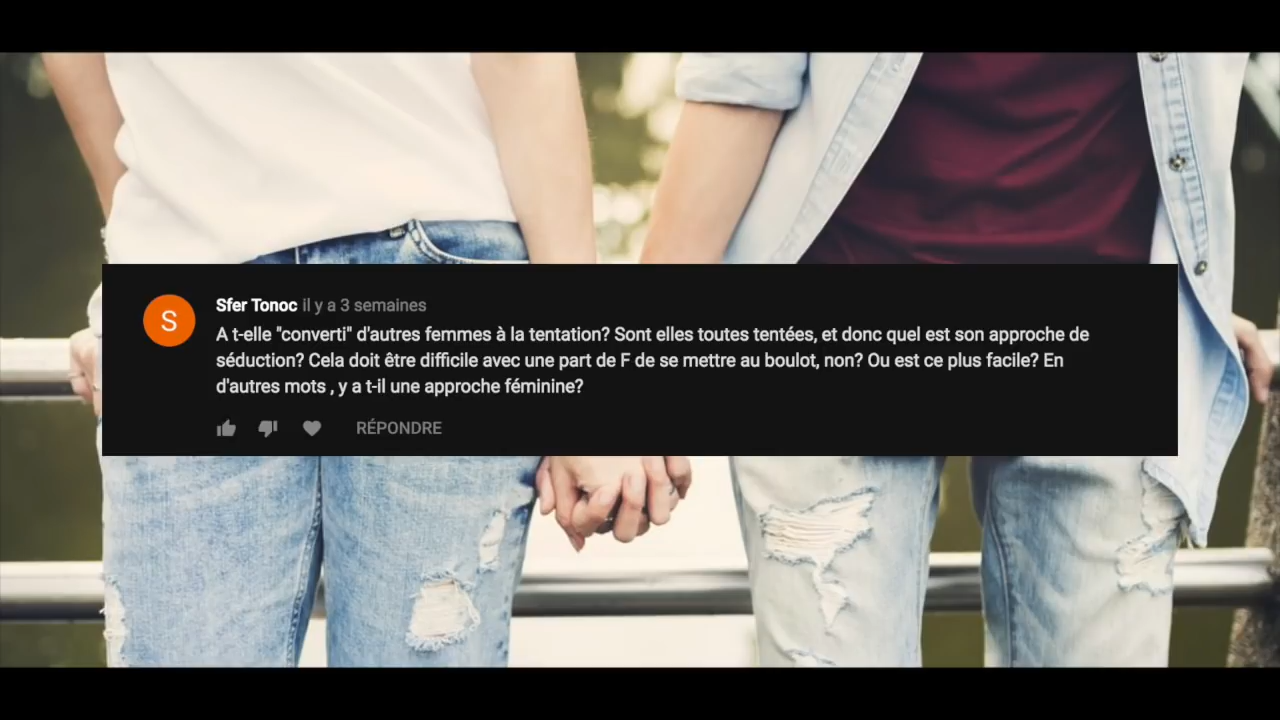 S
Sfer Tonoc il y a 3 semaines
A t-elle "converti" d'autres femmes à la tentation? Sont elles toutes tentées, et donc quel est son approche de
séduction? Cela doit être difficile avec une part de F de se mettre au boulot, non? Ou est ce plus facile? En
d'autres mots , y a t-il une approche féminine?
RÉPONDRE